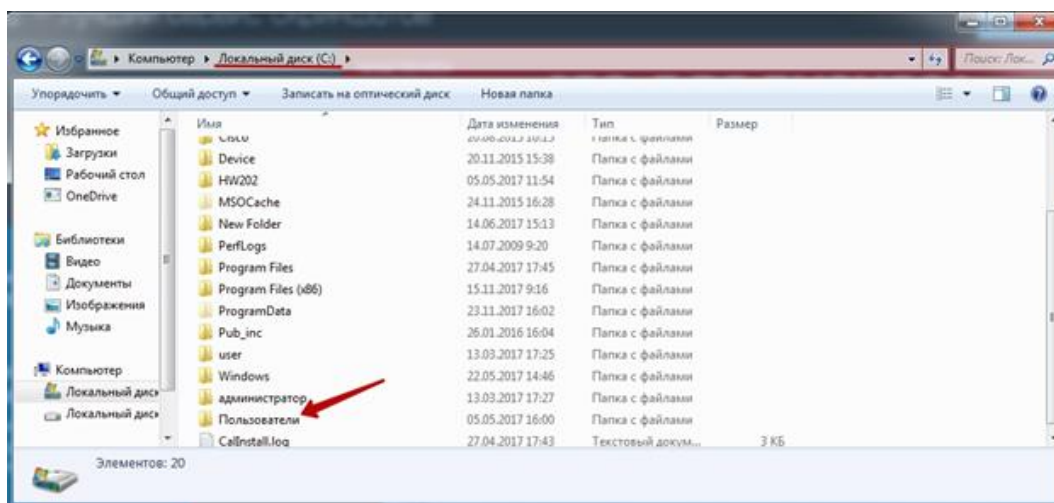 Компьютер ▸ Локальный диск (C:) ▸
Поиск: Лок...
Упорядочить ▾ Общий доступ ▾ Записать на оптический диск Новая папка
Имя Дата изменения Тип Размер
Cisco 20.08.2015 10:15 Папка с файлами
Device 20.11.2015 15:38 Папка с файлами
HW202 05.05.2017 11:54 Папка с файлами
MSOCache 24.11.2015 16:28 Папка с файлами
New Folder 14.06.2017 15:13 Папка с файлами
PerfLogs 14.07.2009 9:20 Папка с файлами
Program Files 27.04.2017 17:45 Папка с файлами
Program Files (x86) 15.11.2017 9:16 Папка с файлами
ProgramData 23.11.2017 16:02 Папка с файлами
Pub_inc 26.01.2016 16:04 Папка с файлами
user 13.03.2017 17:25 Папка с файлами
Windows 22.05.2017 14:46 Папка с файлами
администратор 13.03.2017 17:27 Папка с файлами
Пользователи 05.05.2017 16:00 Папка с файлами
CallInstall.log 27.04.2017 17:43 Текстовый докум... 3 КБ
Избранное
Загрузки
Рабочий стол
OneDrive
Библиотеки
Видео
Документы
Изображения
Музыка
Компьютер
Локальный диск
Локальный диск
Элементов: 20